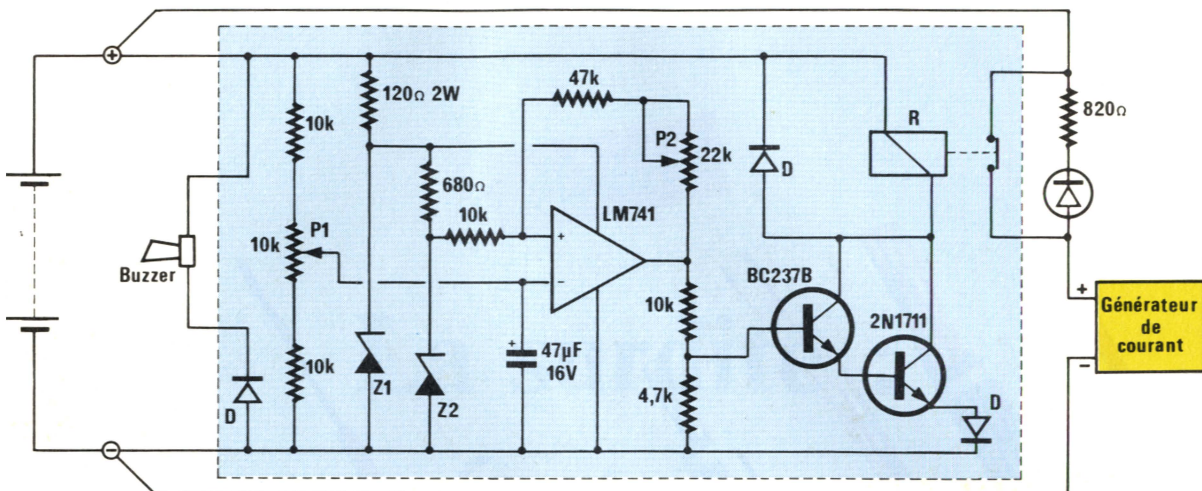 +
47k
120Ω 2W
10k
P2
22k
R
820Ω
D
680Ω
10k
LM741
P1
10k
+
−
Buzzer
BC237B
10k
2N1711
+
Générateur
de
courant
−
+
47µF
16V
10k
Z1
Z2
4,7k
D
D
−